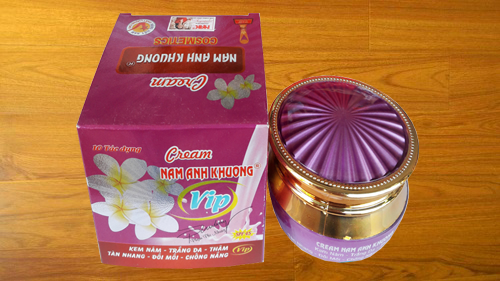 COSMETICS
NAM ANH KHUONG®
Cream
10 Tác dụng
Cream
NAM ANH KHUONG®
Vip
KEM NÁM - TRẮNG DA - THÂM
TÀN NHANG - ĐỒI MỒI - CHỐNG NẮNG
Vip
CREAM NAM ANH KHUONG